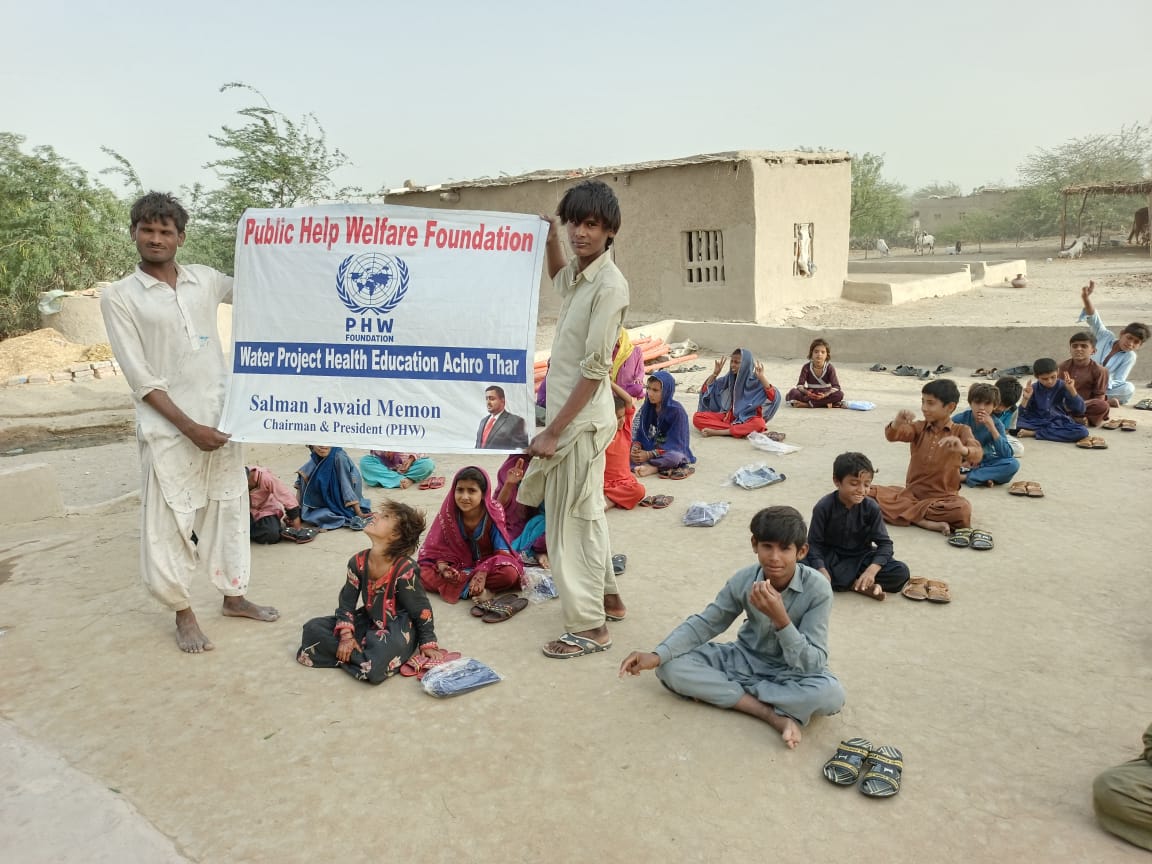 Public Help Welfare Foundation
PHW
FOUNDATION
Water Project Health Education Achro Thar
Salman Jawaid Memon
Chairman & President (PHW)